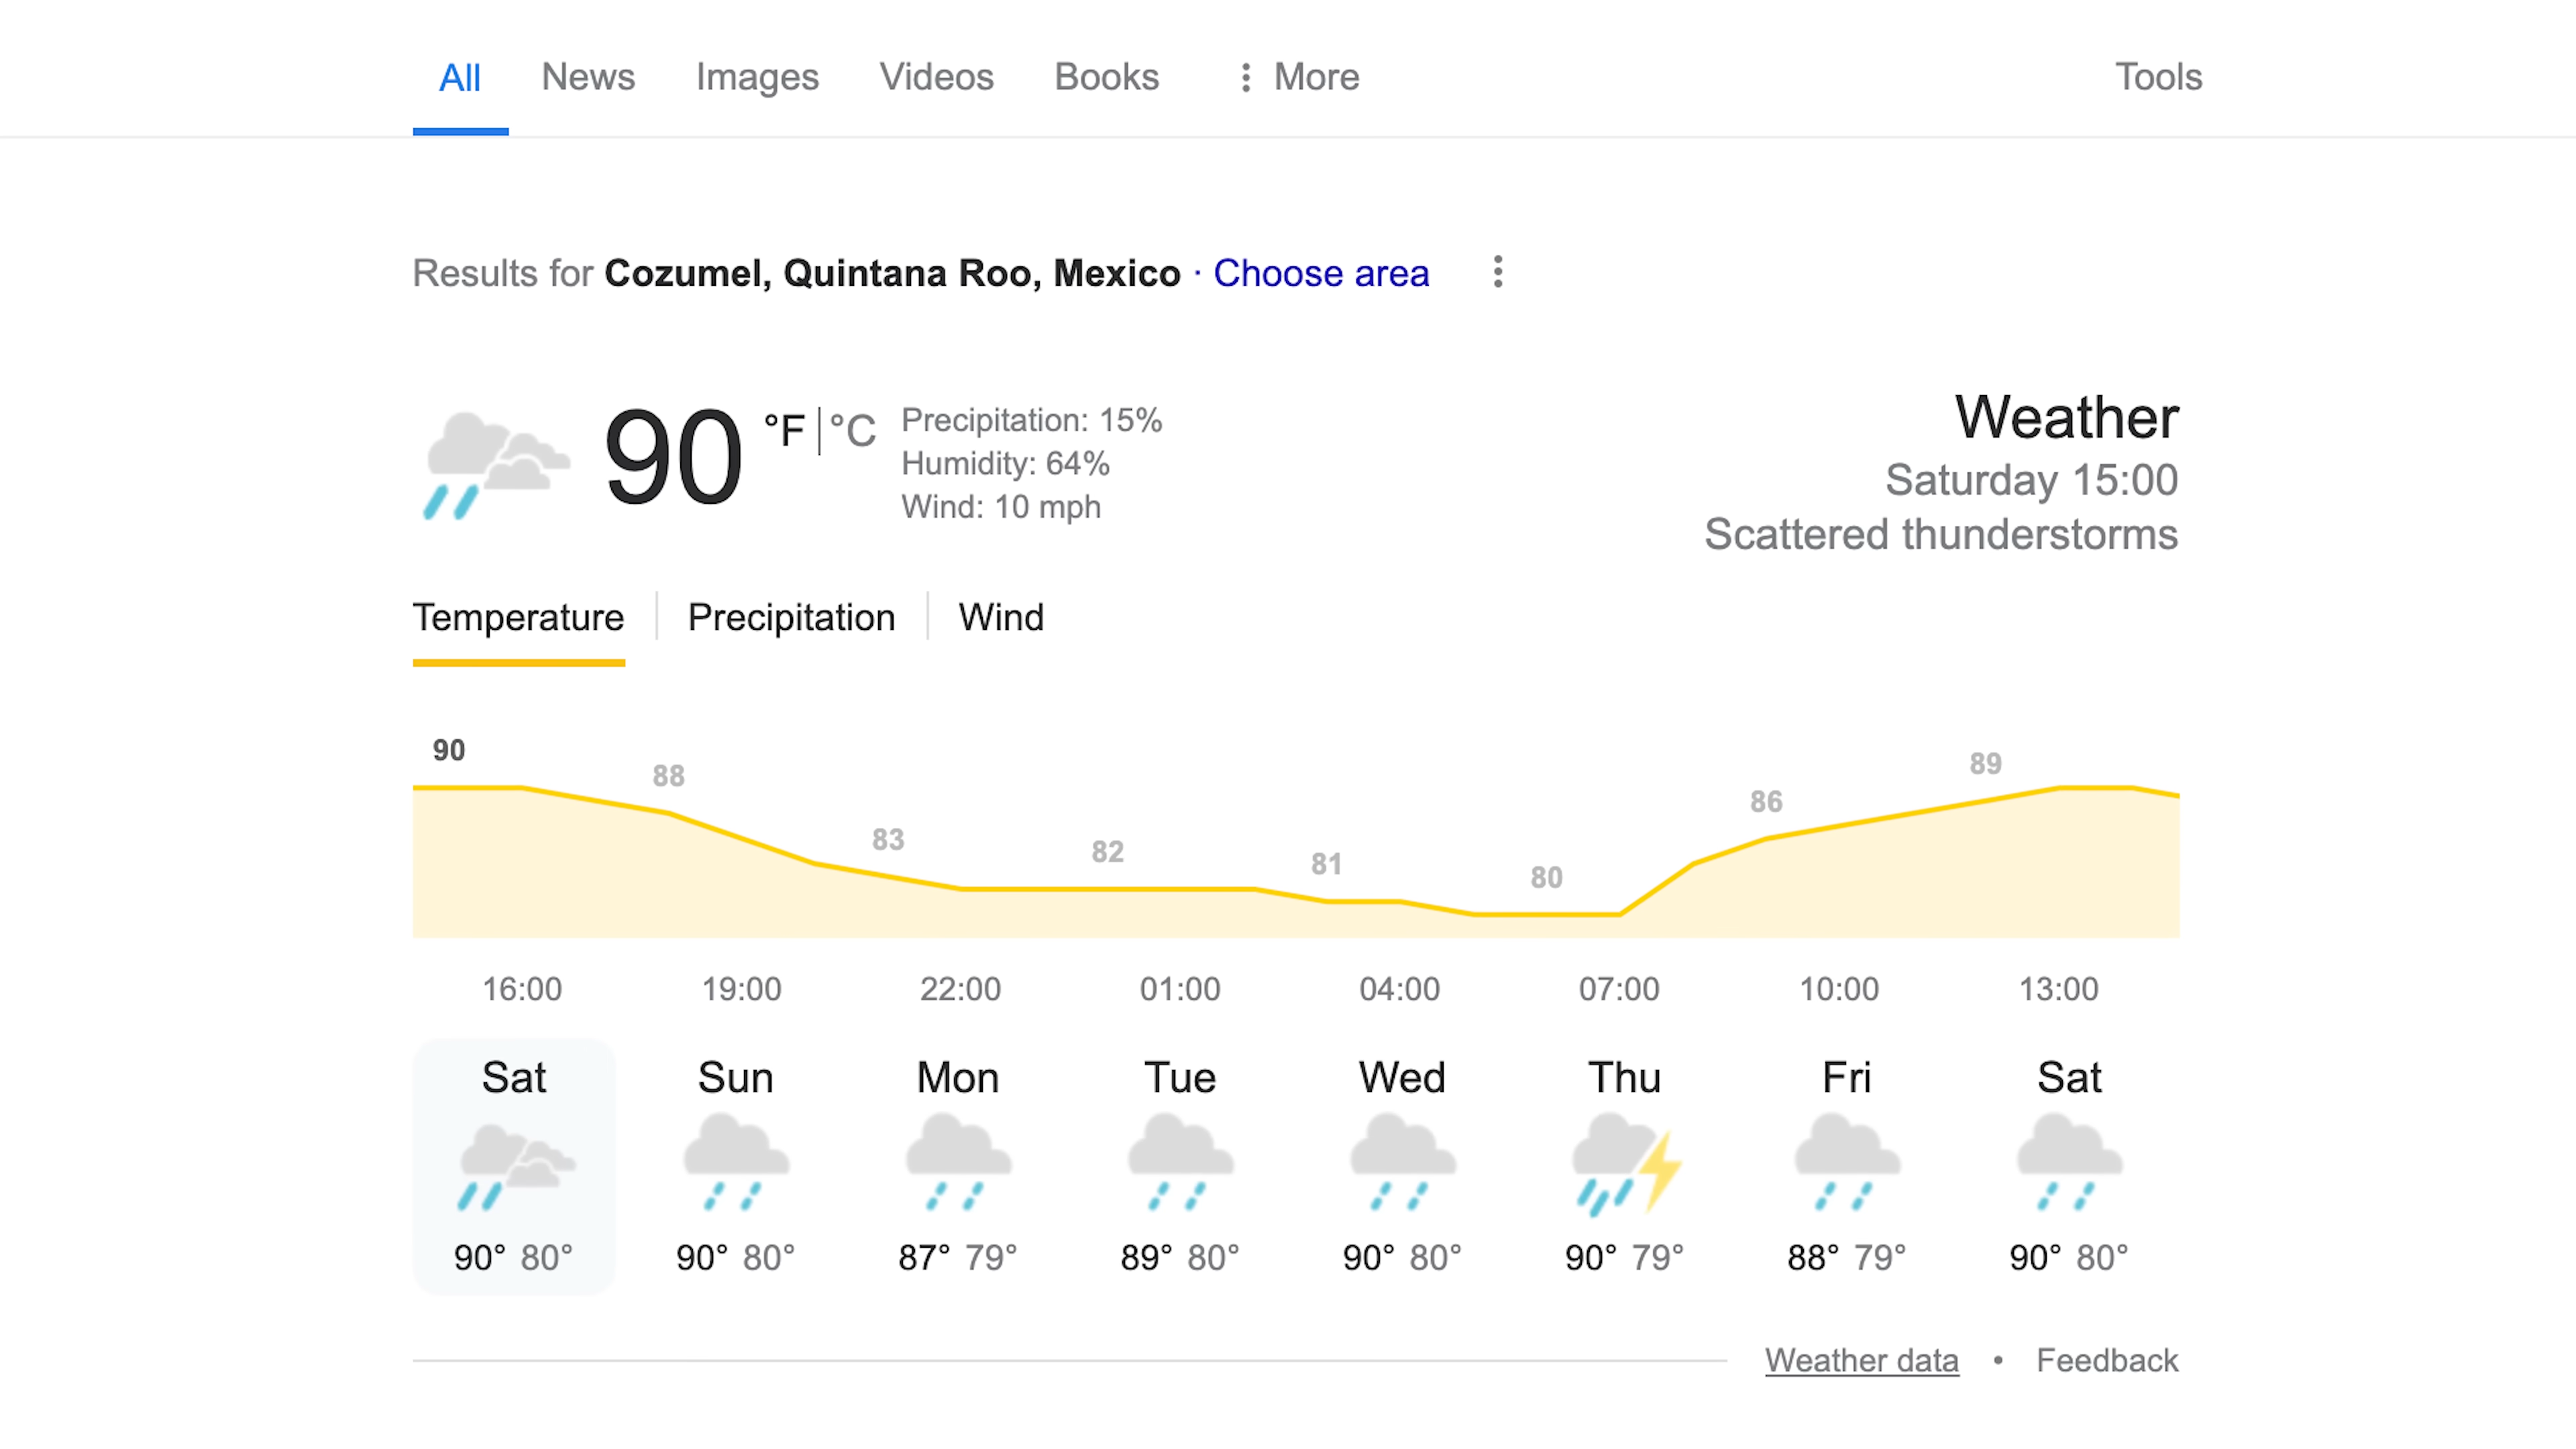 All News Images Videos Books More Tools
Results for Cozumel, Quintana Roo, Mexico · Choose area
90 °F | °C
Precipitation: 15%
Humidity: 64%
Wind: 10 mph
Weather
Saturday 15:00
Scattered thunderstorms
Temperature Precipitation Wind
90 88 83 82 81 80 86 89
16:00 19:00 22:00 01:00 04:00 07:00 10:00 13:00
Sat Sun Mon Tue Wed Thu Fri Sat
90° 80° 90° 80° 87° 79° 89° 80° 90° 80° 90° 79° 88° 79° 90° 80°
Weather data • Feedback